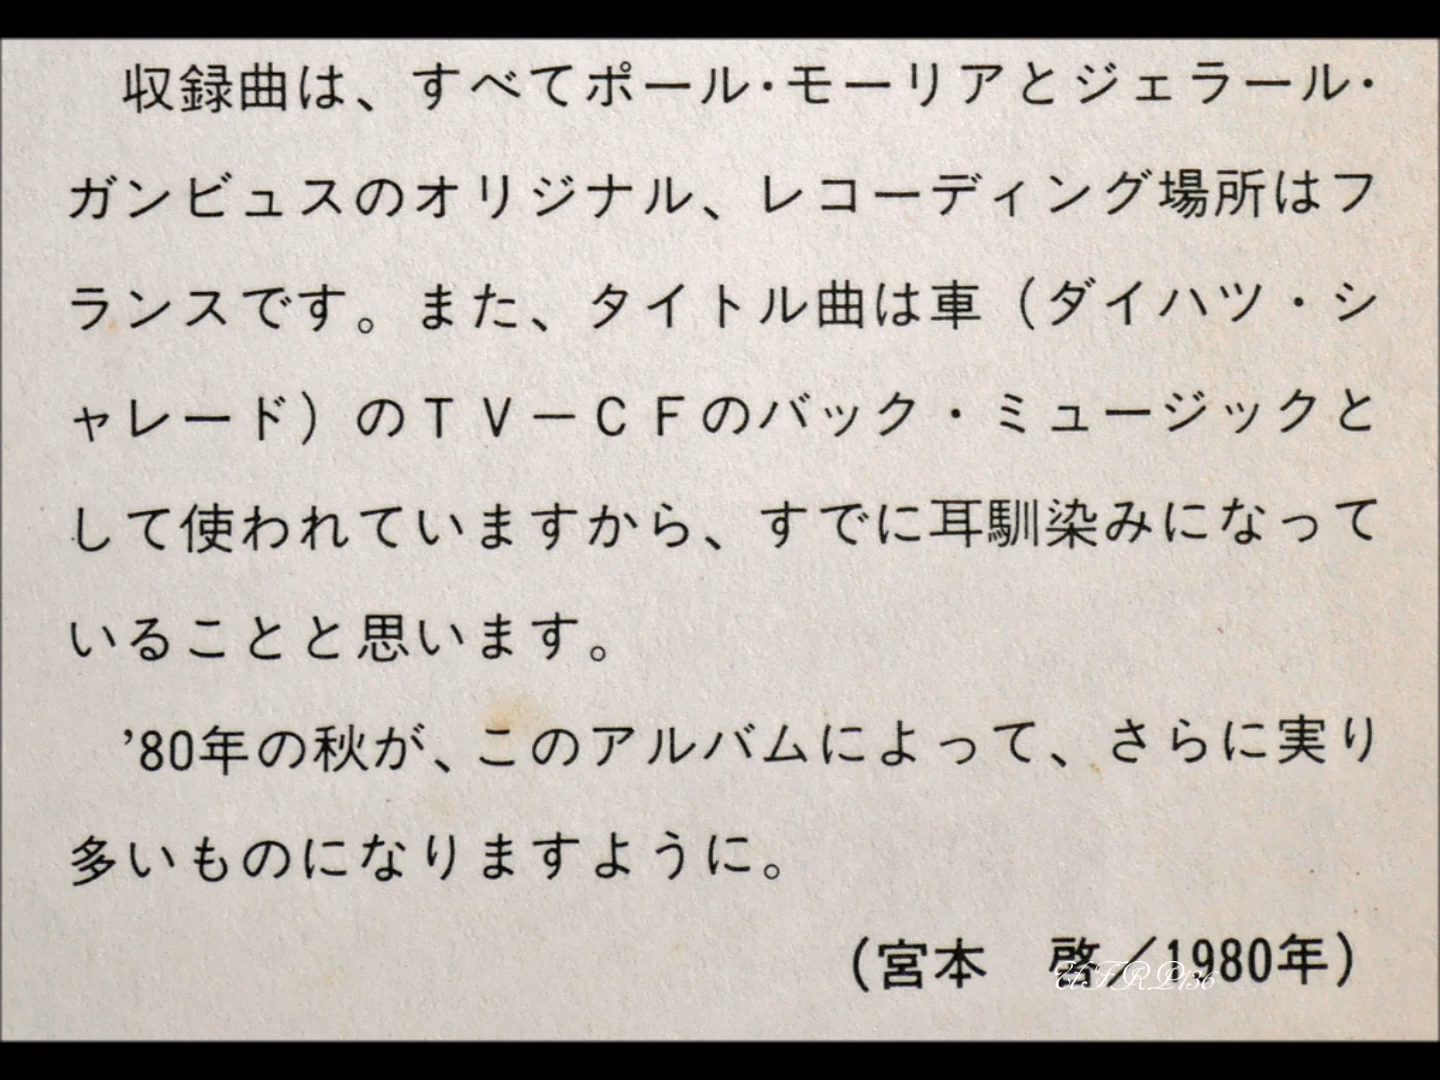 収録曲は、すべてポール・モーリアとジェラール・
ガンビュスのオリジナル、レコーディング場所はフ
ランスです。また、タイトル曲は車（ダイハツ・シ
ャレード）のＴＶ－ＣＦのバック・ミュージックと
して使われていますから、すでに耳馴染みになって
いることと思います。
’80年の秋が、このアルバムによって、さらに実り
多いものになりますように。
（宮本　啓／1980年）